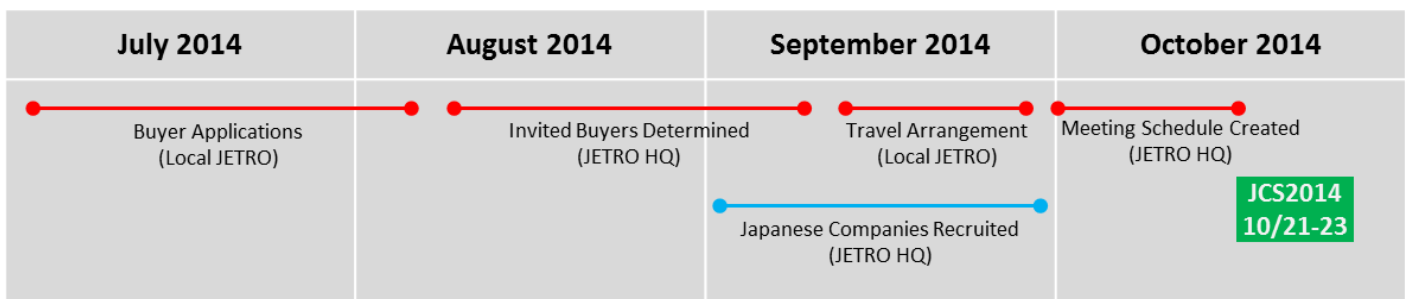 July 2014
August 2014
September 2014
October 2014
Buyer Applications
(Local JETRO)
Invited Buyers Determined
(JETRO HQ)
Travel Arrangement
(Local JETRO)
Meeting Schedule Created
(JETRO HQ)
JCS2014
10/21-23
Japanese Companies Recruited
(JETRO HQ)